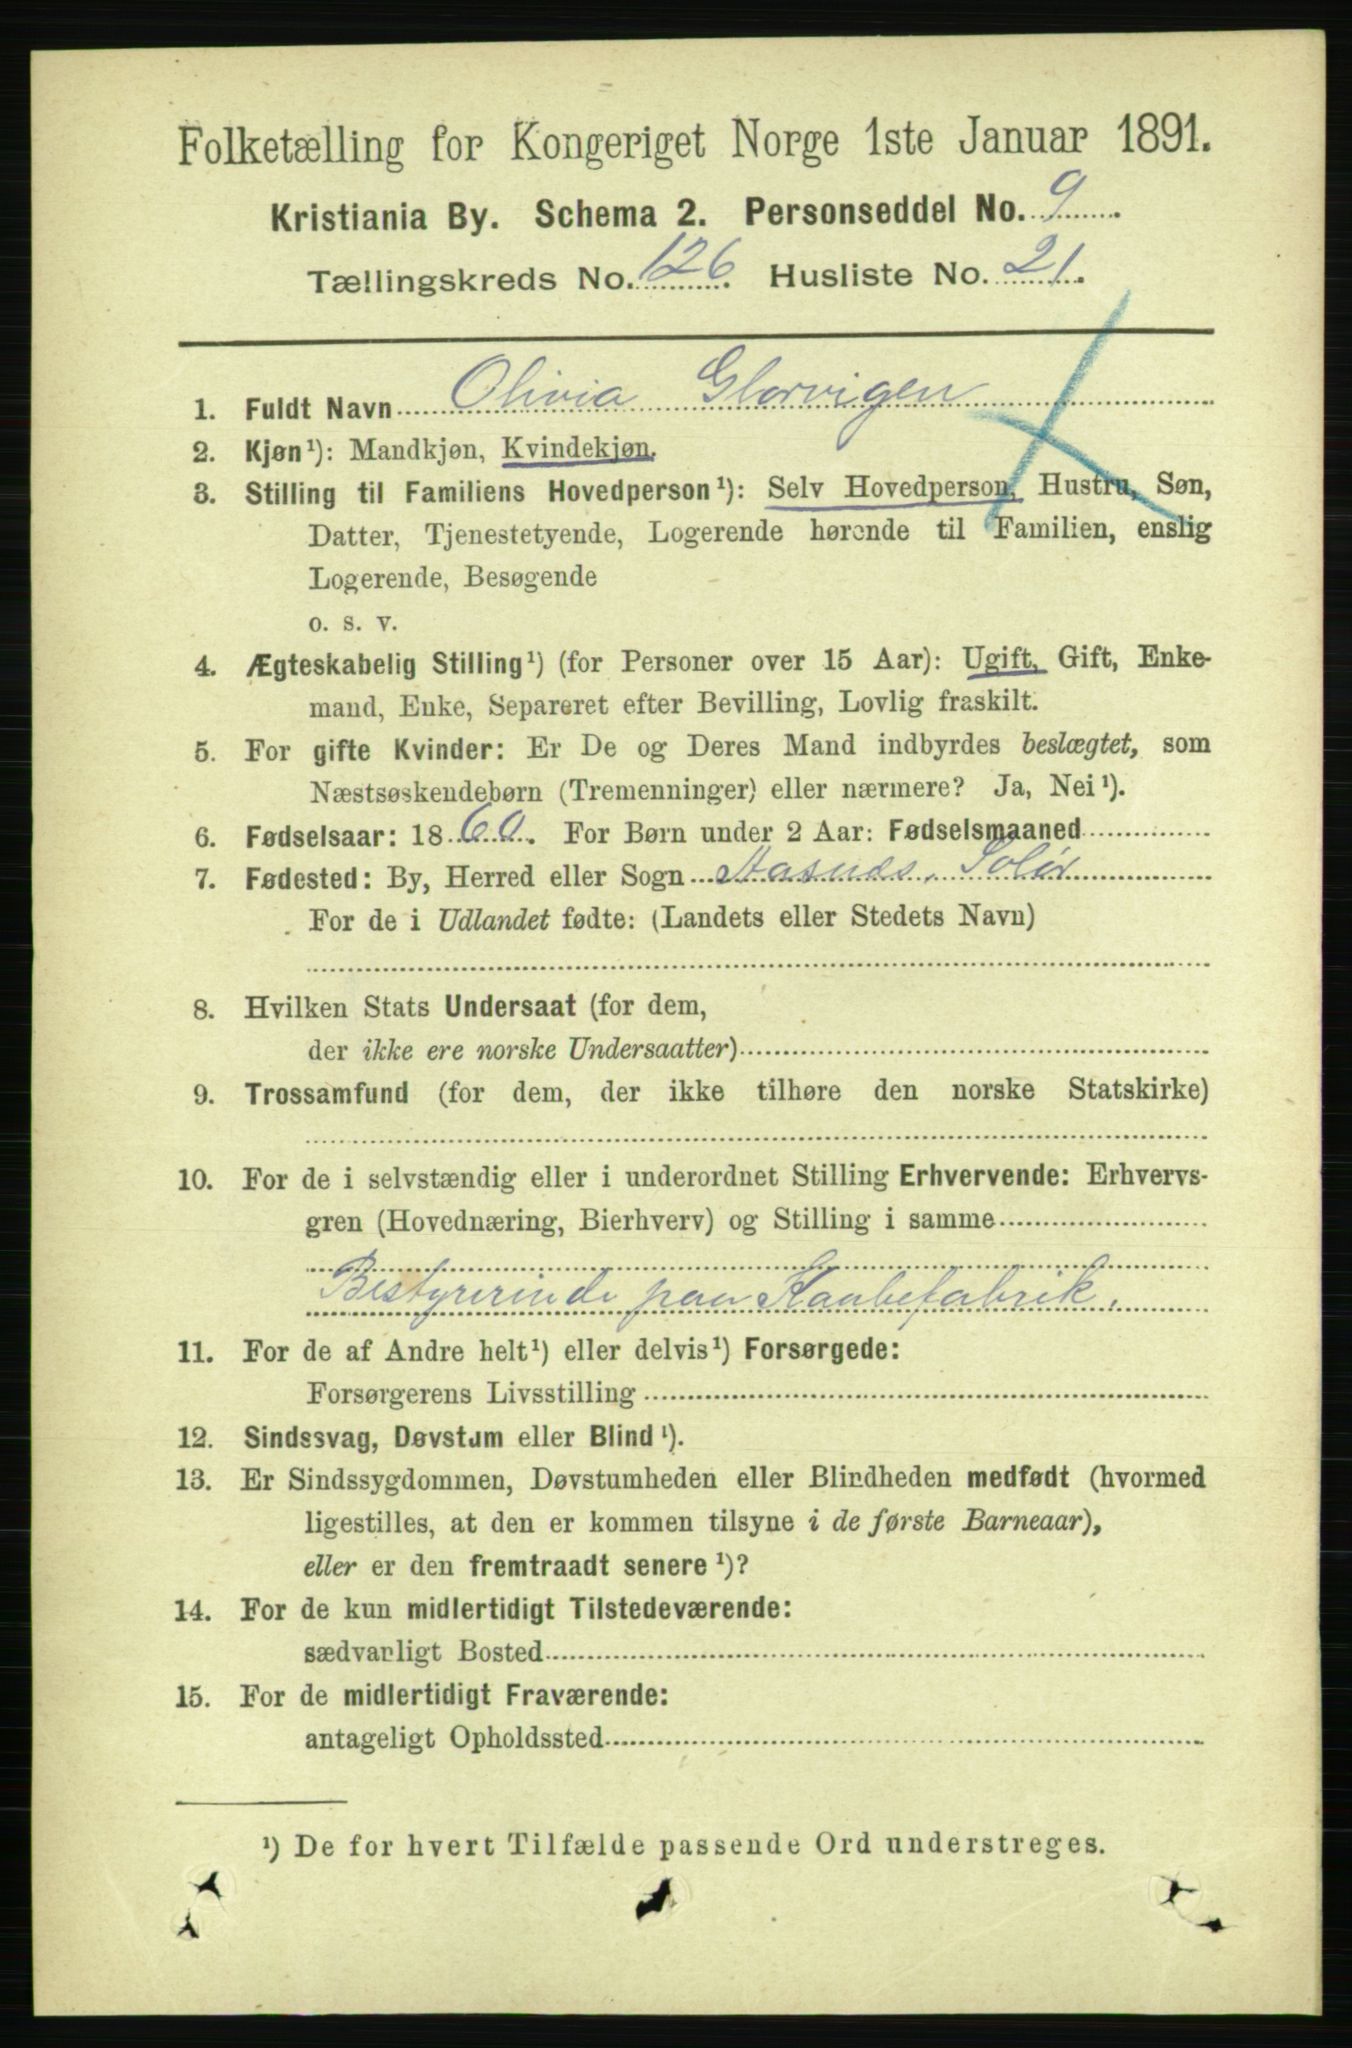 Folketælling for Kongeriget Norge 1ste Januar 1891.
Kristiania By. Schema 2. Personseddel No. 9
Tællingskreds No. 126. Husliste No. 21.
1. Fuldt Navn Olivia Glorvigen
2. Kjøn¹): Mandkjøn, Kvindekjøn.
3. Stilling til Familiens Hovedperson¹): Selv Hovedperson, Hustru, Søn,
Datter, Tjenestetyende, Logerende hørende til Familien, enslig
Logerende, Besøgende
o. s. v.
4. Ægteskabelig Stilling¹) (for Personer over 15 Aar): Ugift, Gift, Enke-
mand, Enke, Separeret efter Bevilling, Lovlig fraskilt.
5. For gifte Kvinder: Er De og Deres Mand indbyrdes beslægtet, som
Næstsøskendebørn (Tremenninger) eller nærmere? Ja, Nei¹).
6. Fødselsaar: 1860. For Børn under 2 Aar: Fødselsmaaned
7. Fødested: By, Herred eller Sogn Aasnes, Solør
For de i Udlandet fødte: (Landets eller Stedets Navn)
8. Hvilken Stats Undersaat (for dem,
der ikke ere norske Undersaatter)
9. Trossamfund (for dem, der ikke tilhøre den norske Statskirke)
10. For de i selvstændig eller i underordnet Stilling Erhvervende: Erhvervs-
gren (Hovednæring, Bierhverv) og Stilling i samme
Bestyrerinde paa Kaabefabrik.
11. For de af Andre helt¹) eller delvis¹) Forsørgede:
Forsørgerens Livsstilling
12. Sindssvag, Døvstum eller Blind¹).
13. Er Sindssygdommen, Døvstumheden eller Blindheden medfødt (hvormed
ligestilles, at den er kommen tilsyne i de første Barneaar),
eller er den fremtraadt senere¹)?
14. For de kun midlertidigt Tilstedeværende:
sædvanligt Bosted
15. For de midlertidigt Fraværende:
antageligt Opholdssted
¹) De for hvert Tilfælde passende Ord understreges.